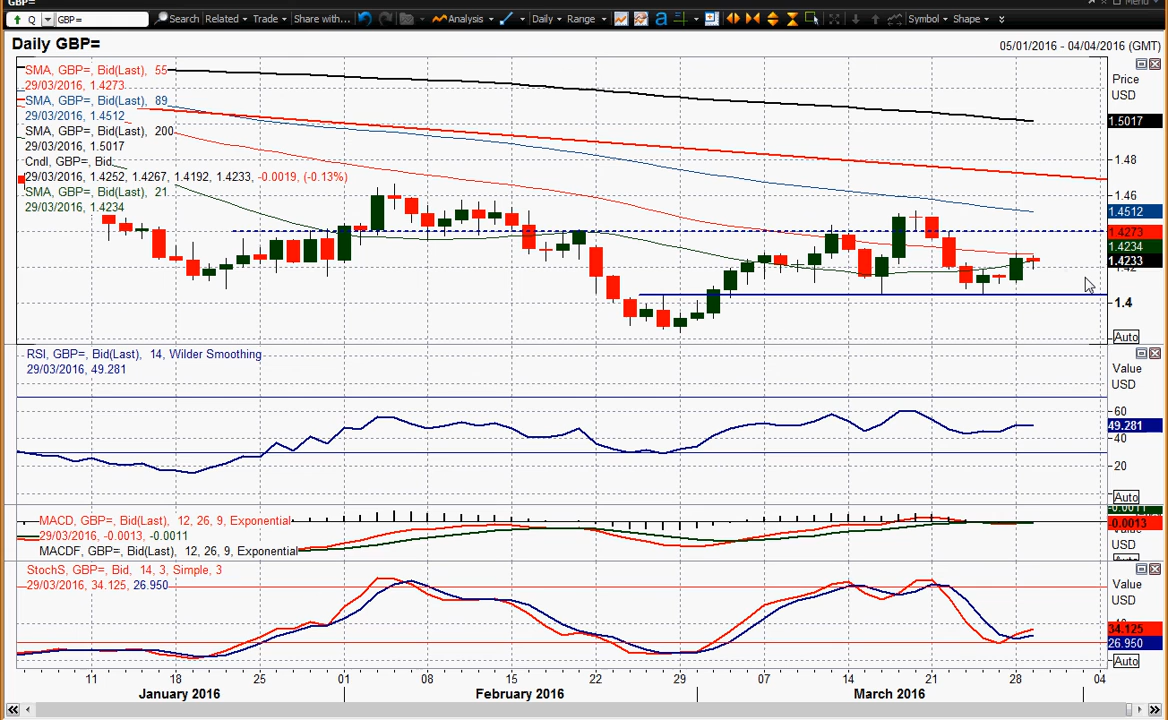 GBP=
Menu
Q GBP= Search Related Trade Share with... Analysis Daily Range a Symbol Shape
Daily GBP=
05/01/2016 - 04/04/2016 (GMT)
SMA, GBP=, Bid(Last), 55
29/03/2016, 1.4273
SMA, GBP=, Bid(Last), 89
29/03/2016, 1.4512
SMA, GBP=, Bid(Last), 200
29/03/2016, 1.5017
Cndl, GBP=, Bid
29/03/2016, 1.4252, 1.4267, 1.4192, 1.4233, -0.0019, (-0.13%)
SMA, GBP=, Bid(Last), 21
29/03/2016, 1.4234
Price
USD
1.5017
1.48
1.46
1.4512
1.4273
1.4234
1.4233
1.42
1.4
Auto
RSI, GBP=, Bid(Last), 14, Wilder Smoothing
29/03/2016, 49.281
Value
USD
60
49.281
40
20
Auto
MACD, GBP=, Bid(Last), 12, 26, 9, Exponential
29/03/2016, -0.0013, -0.0011
MACDF, GBP=, Bid(Last), 12, 26, 9, Exponential
-0.0011
-0.0013
USD
StochS, GBP=, Bid, 14, 3, Simple, 3
29/03/2016, 34.125, 26.950
Value
USD
34.125
26.950
Auto
11 18 25 01 08 15 22 29 07 14 21 28 04
January 2016 February 2016 March 2016